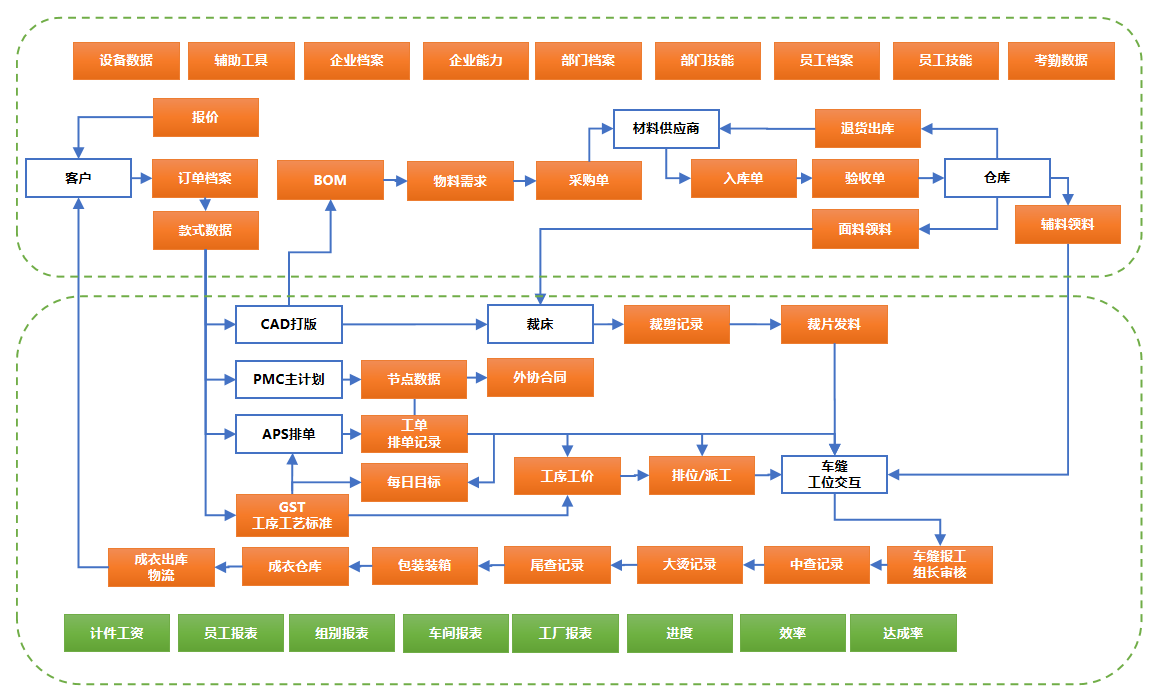 设备数据
辅助工具
企业档案
企业能力
部门档案
部门技能
员工档案
员工技能
考勤数据
报价
材料供应商
退货出库
客户
订单档案
BOM
物料需求
采购单
入库单
验收单
仓库
款式数据
面料领料
辅料领料
CAD打版
裁床
裁剪记录
裁片发料
PMC主计划
节点数据
外协合同
APS排单
工单
排单记录
每日目标
工序工价
排位/派工
车缝
工位交互
GST
工序工艺标准
成衣出库
物流
成衣仓库
包装装箱
尾查记录
大烫记录
中查记录
车缝报工
组长审核
计件工资
员工报表
组别报表
车间报表
工厂报表
进度
效率
达成率